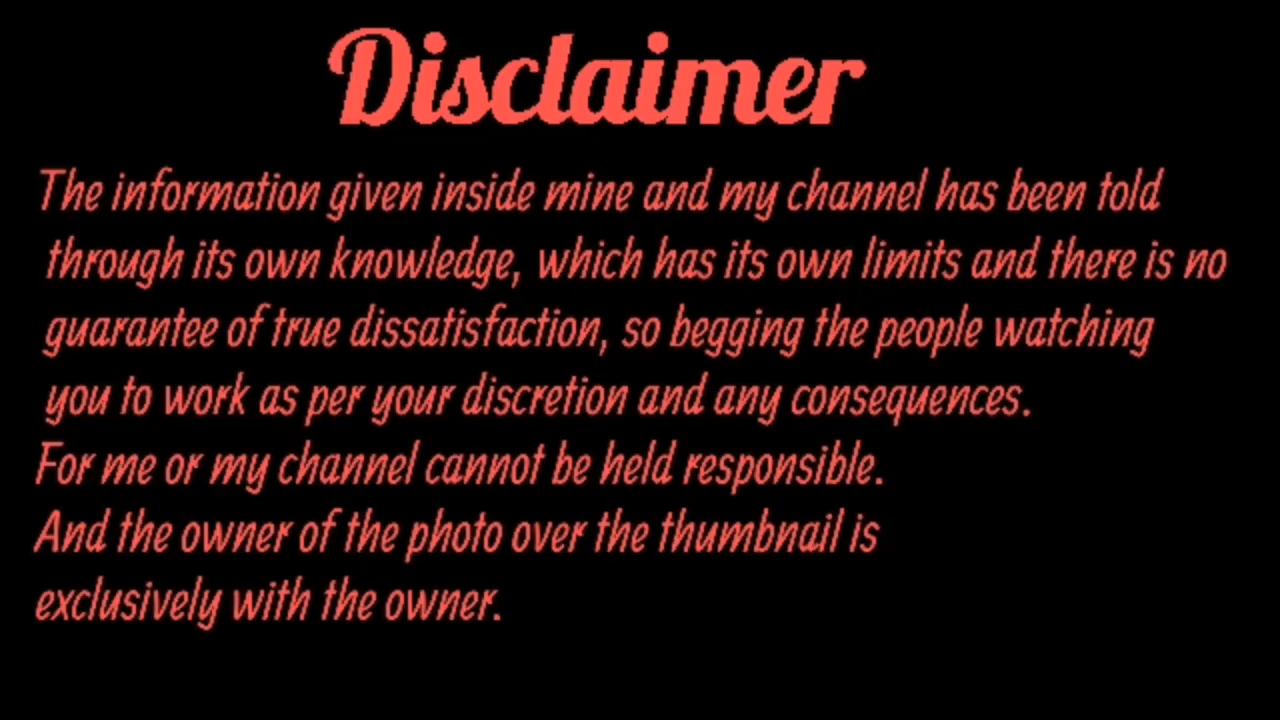 Disclaimer
The information given inside mine and my channel has been told
through its own knowledge, which has its own limits and there is no
guarantee of true dissatisfaction, so begging the people watching
you to work as per your discretion and any consequences.
For me or my channel cannot be held responsible.
And the owner of the photo over the thumbnail is
exclusively with the owner.